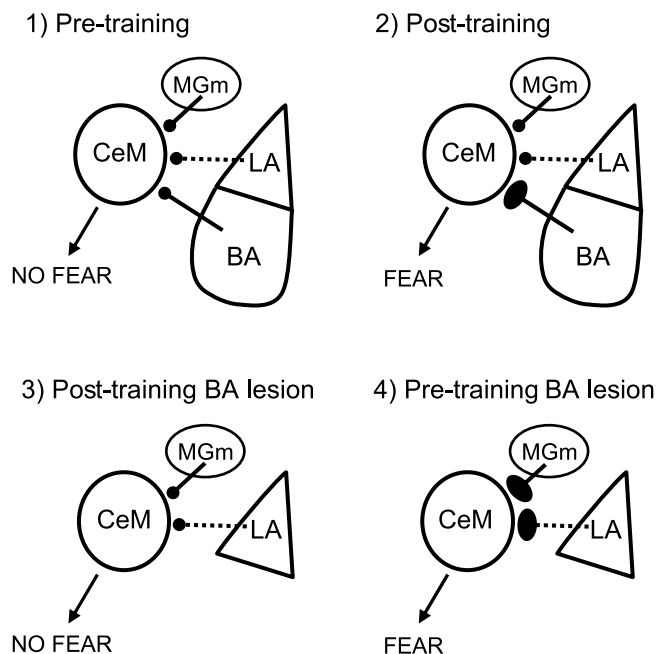 1) Pre-training
MGm
CeM
LA
BA
NO FEAR
2) Post-training
MGm
CeM
LA
BA
FEAR
3) Post-training BA lesion
MGm
CeM
LA
NO FEAR
4) Pre-training BA lesion
MGm
CeM
LA
FEAR